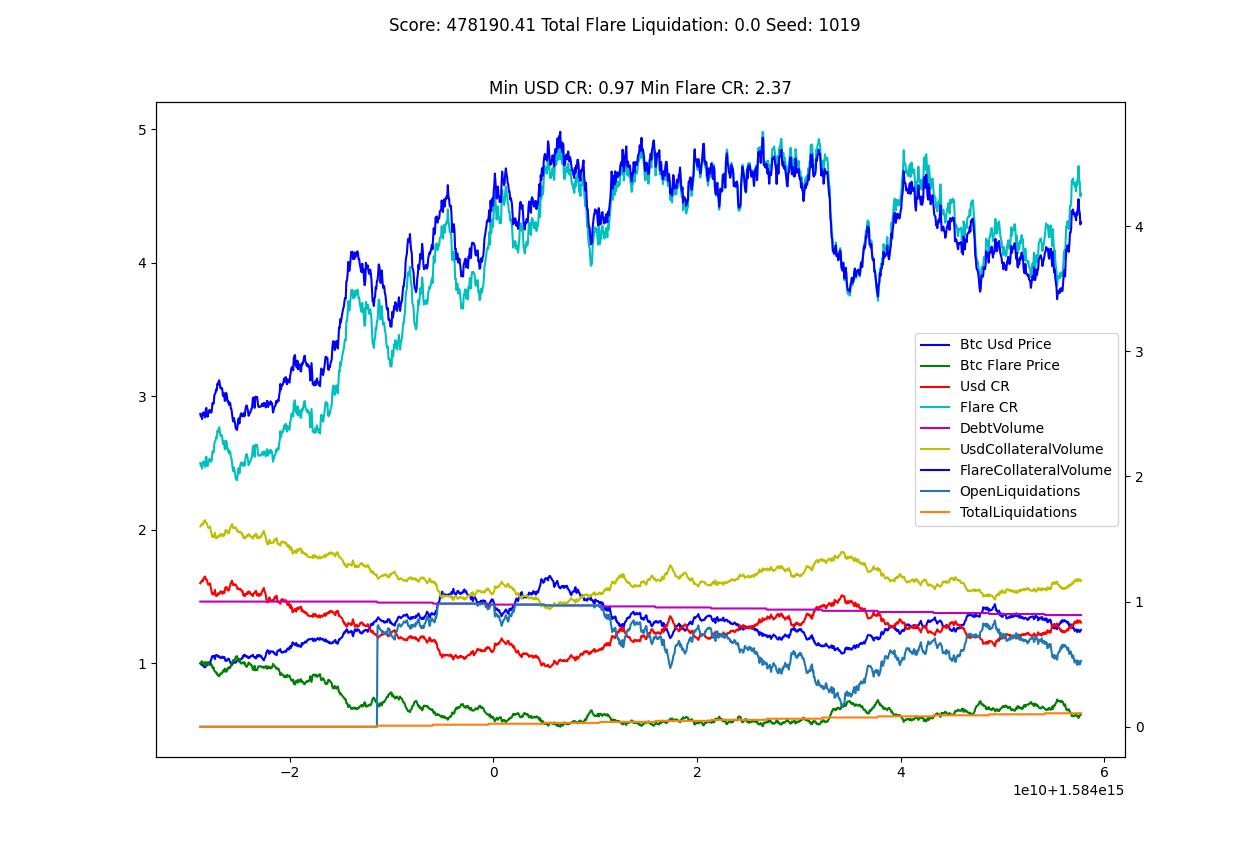 Score: 478190.41 Total Flare Liquidation: 0.0 Seed: 1019
Min USD CR: 0.97 Min Flare CR: 2.37
5
4
3
2
1
4
3
2
1
0
Btc Usd Price
Btc Flare Price
Usd CR
Flare CR
DebtVolume
UsdCollateralVolume
FlareCollateralVolume
OpenLiquidations
TotalLiquidations
−2
0
2
4
6
1e10+1.584e15